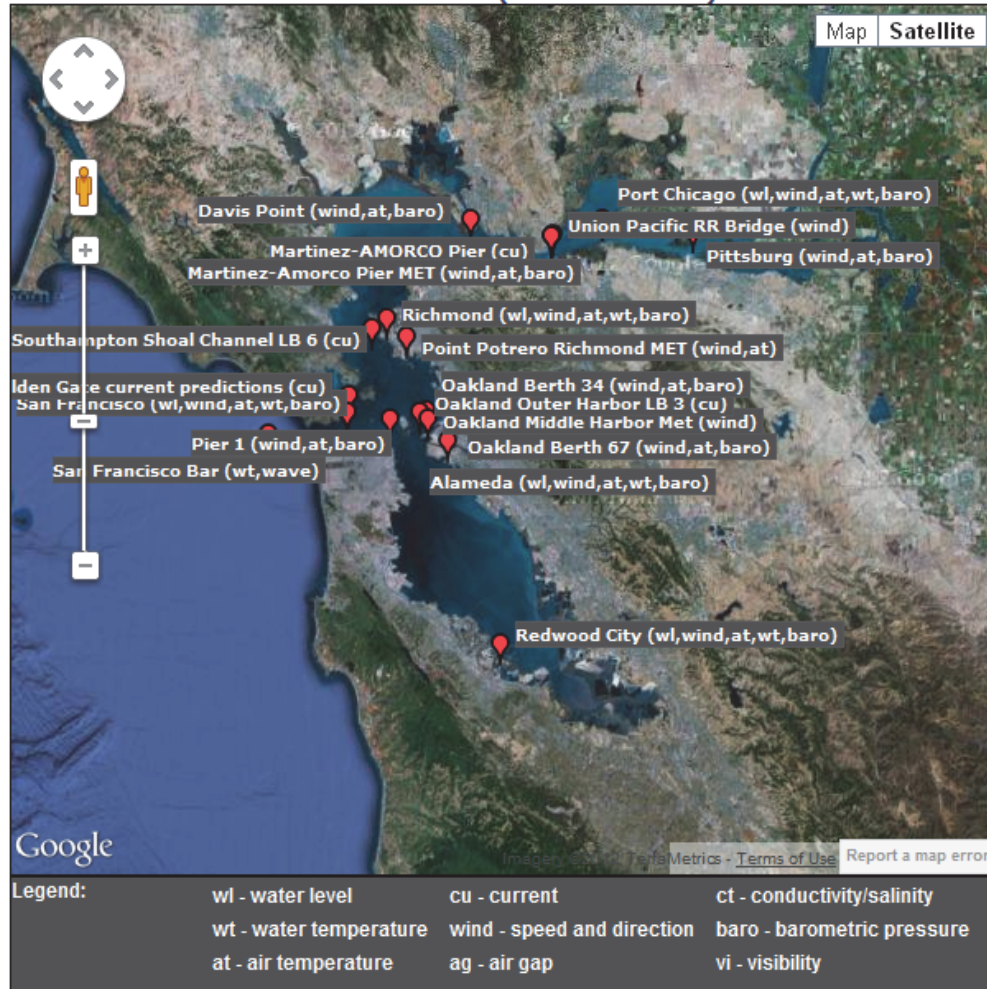 Map Satellite
Port Chicago (wl,wind,at,wt,baro)
Davis Point (wind,at,baro)
Union Pacific RR Bridge (wind)
Martinez-AMORCO Pier (cu)
Pittsburg (wind,at,baro)
Martinez-Amorco Pier MET (wind,at,baro)
Richmond (wl,wind,at,wt,baro)
Southampton Shoal Channel LB 6 (cu)
Point Potrero Richmond MET (wind,at)
lden Gate current predictions (cu)
Oakland Berth 34 (wind,at,baro)
San Francisco (wl,wind,at,wt,baro)
Oakland Outer Harbor LB 3 (cu)
Oakland Middle Harbor Met (wind)
Pier 1 (wind,at,baro)
Oakland Berth 67 (wind,at,baro)
San Francisco Bar (wt,wave)
Alameda (wl,wind,at,wt,baro)
Redwood City (wl,wind,at,wt,baro)
Google
TerraMetrics - Terms of Use
Report a map error
Legend: wl - water level cu - current ct - conductivity/salinity
wt - water temperature wind - speed and direction baro - barometric pressure
at - air temperature ag - air gap vi - visibility